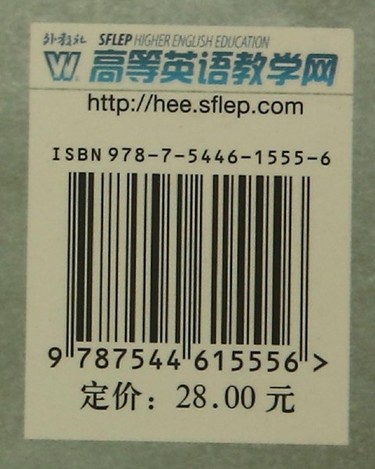 外教社 SFLEP HIGHER ENGLISH EDUCATION
W 高等英语教学网
http://hee.sflep.com
ISBN 978-7-5446-1555-6
9 787544 615556 >
定价：28.00 元